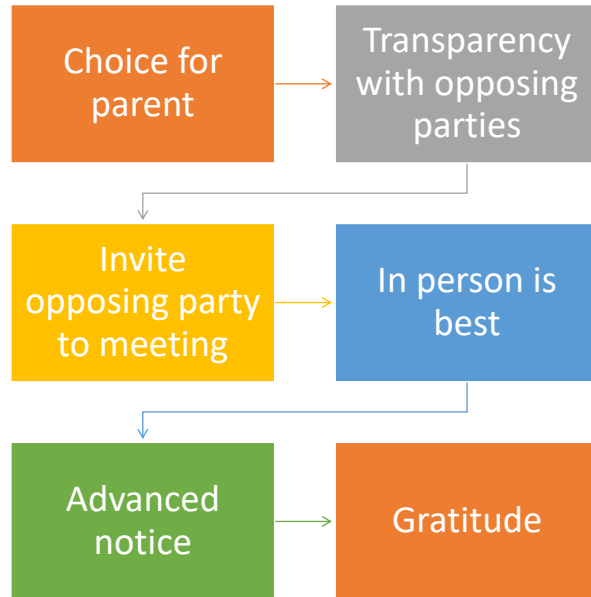 Choice for
parent
Transparency
with opposing
parties
Invite
opposing party
to meeting
In person is
best
Advanced
notice
Gratitude